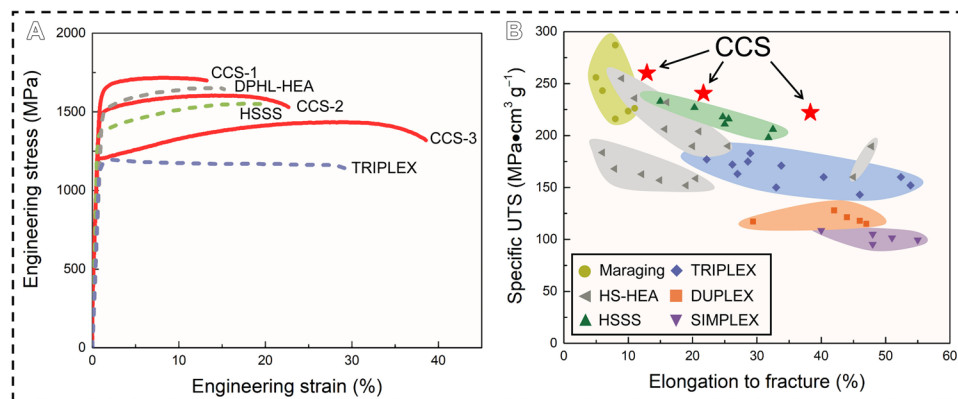 A
2000
1500
1000
500
0
0
10
20
30
40
Engineering stress (MPa)
Engineering strain (%)
CCS-1
DPHL-HEA
CCS-2
HSSS
CCS-3
TRIPLEX
B
300
250
200
150
100
50
0
0
10
20
30
40
50
60
Specific UTS (MPa•cm³ g⁻¹)
Elongation to fracture (%)
CCS
Maraging
HS-HEA
HSSS
TRIPLEX
DUPLEX
SIMPLEX